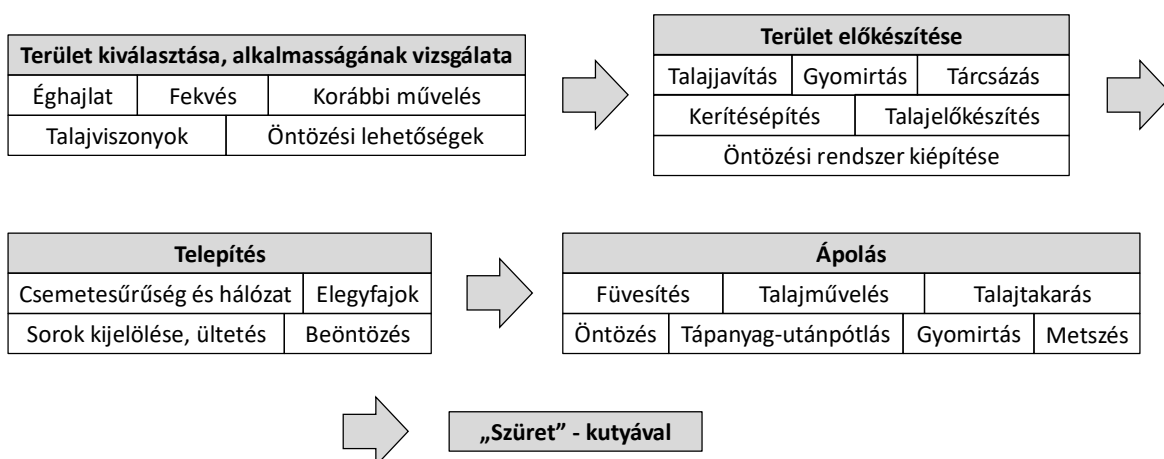 Terület kiválasztása, alkalmasságának vizsgálata
Éghajlat Fekvés Korábbi művelés
Talajviszonyok Öntözési lehetőségek
Terület előkészítése
Talajjavítás Gyomirtás Tárcsázás
Kerítésépítés Talajelőkészítés
Öntözési rendszer kiépítése
Telepítés
Csemetesűrűség és hálózat Elegyfajok
Sorok kijelölése, ültetés Beöntözés
Ápolás
Füvesítés Talajművelés Talajtakarás
Öntözés Tápanyag-utánpótlás Gyomirtás Metszés
„Szüret” - kutyával